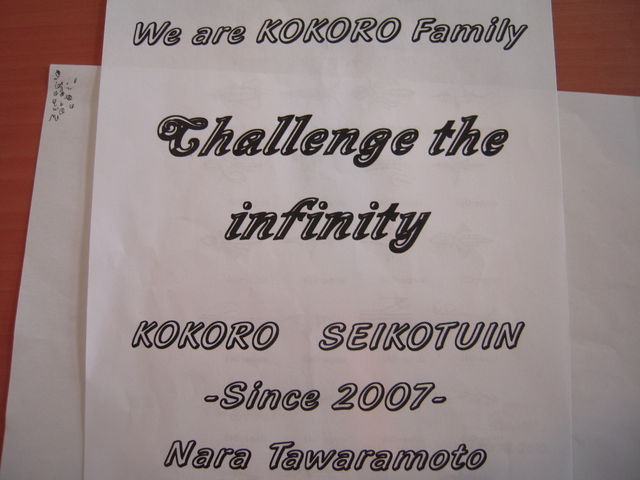 We are KOKORO Family
Challenge the
infinity
KOKORO SEIKOTUIN
-Since 2007-
Nara Tawaramoto